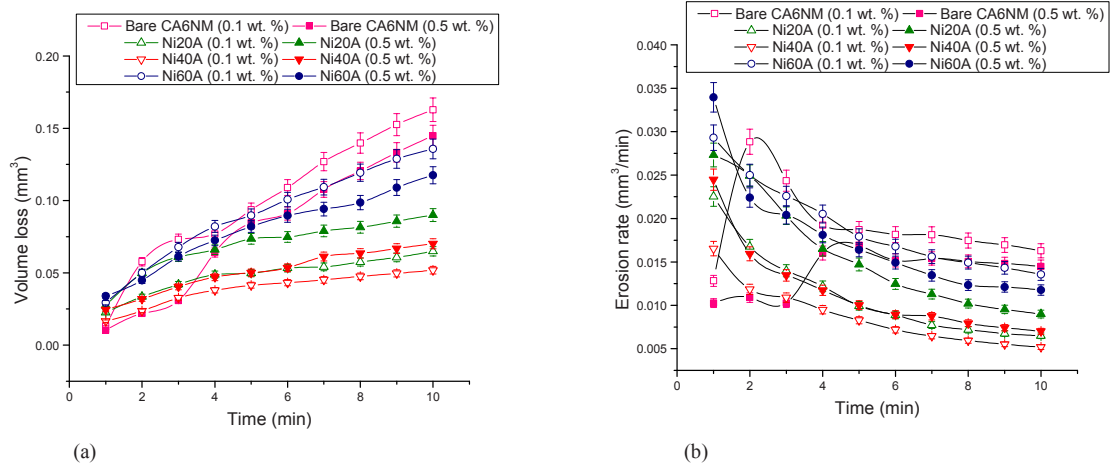 Bare CA6NM (0.1 wt. %) Bare CA6NM (0.5 wt. %)
Ni20A (0.1 wt. %) Ni20A (0.5 wt. %)
Ni40A (0.1 wt. %) Ni40A (0.5 wt. %)
Ni60A (0.1 wt. %) Ni60A (0.5 wt. %)
0.20
0.15
0.10
0.05
0.00
Volume loss (mm³)
0 2 4 6 8 10
Time (min)
(a)
Bare CA6NM (0.1 wt. %) Bare CA6NM (0.5 wt. %)
Ni20A (0.1 wt. %) Ni20A (0.5 wt. %)
Ni40A (0.1 wt. %) Ni40A (0.5 wt. %)
Ni60A (0.1 wt. %) Ni60A (0.5 wt. %)
0.040
0.035
0.030
0.025
0.020
0.015
0.010
0.005
Erosion rate (mm³/min)
0 2 4 6 8 10
Time (min)
(b)